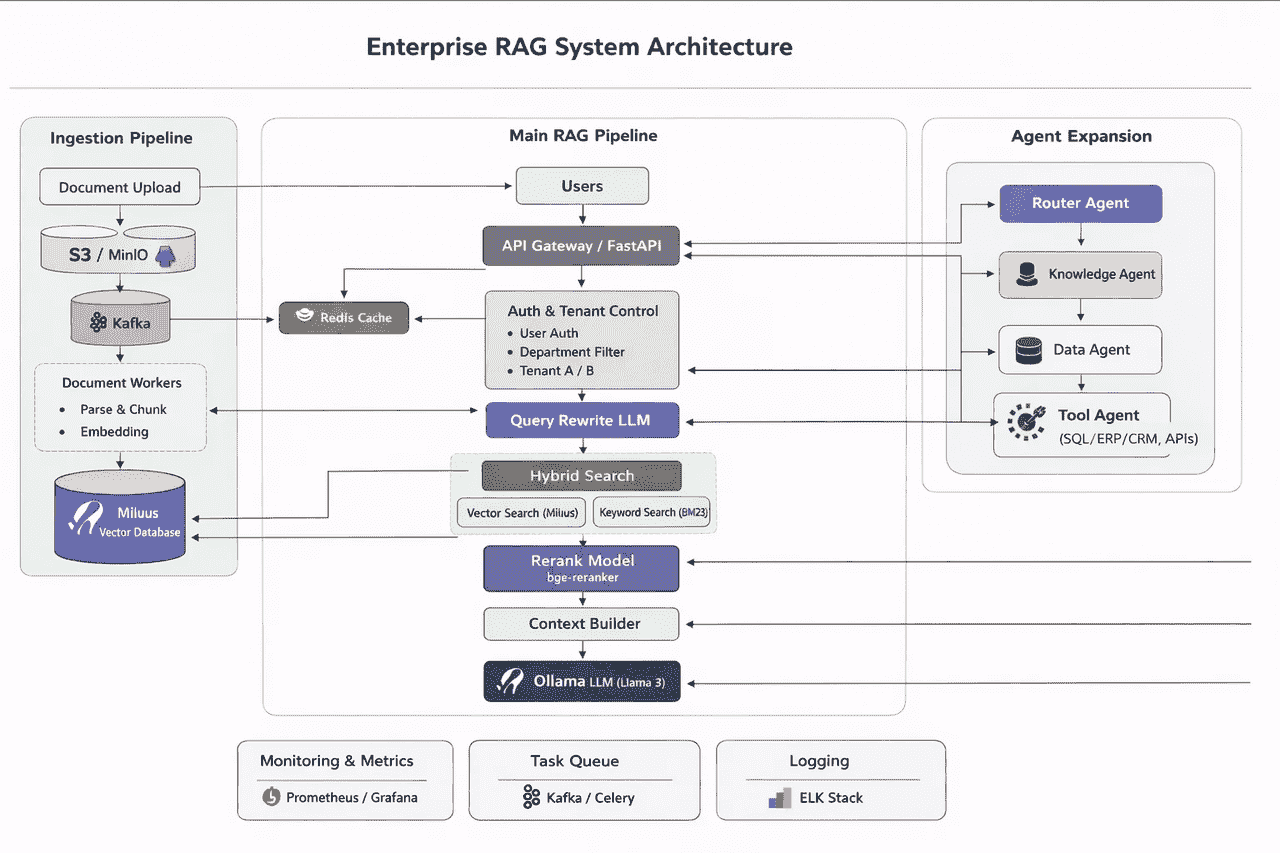 Enterprise RAG System Architecture
Ingestion Pipeline
Document Upload
S3 / MinIO
Kafka
Document Workers
• Parse & Chunk
• Embedding
Miluus
Vector Database
Main RAG Pipeline
Users
API Gateway / FastAPI
Redis Cache
Auth & Tenant Control
• User Auth
• Department Filter
• Tenant A / B
Query Rewrite LLM
Hybrid Search
Vector Search (Miluus)
Keyword Search (BM23)
Rerank Model
bge-reranker
Context Builder
Ollama LLM (Llama 3)
Agent Expansion
Router Agent
Knowledge Agent
Data Agent
Tool Agent
(SQL/ERP/CRM, APIs)
Monitoring & Metrics
Prometheus / Grafana
Task Queue
Kafka / Celery
Logging
ELK Stack